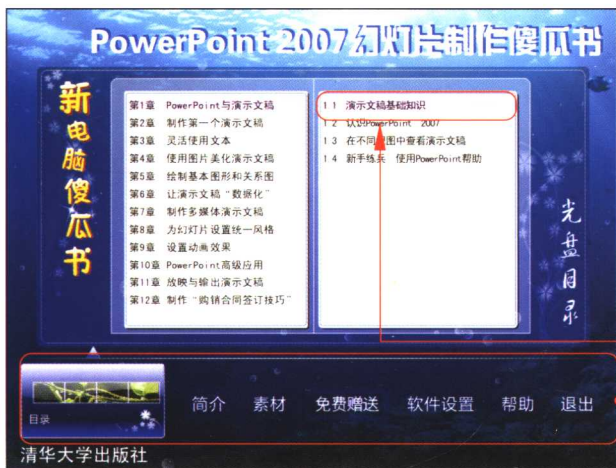 PowerPoint 2007幻灯片制作傻瓜书
新电脑傻瓜书
第1章 PowerPoint与演示文稿
第2章 制作第一个演示文稿
第3章 灵活使用文本
第4章 使用图片美化演示文稿
第5章 绘制基本图形和关系图
第6章 让演示文稿“数据化”
第7章 制作多媒体演示文稿
第8章 为幻灯片设置统一风格
第9章 设置动画效果
第10章 PowerPoint高级应用
第11章 放映与输出演示文稿
第12章 制作“购销合同签订技巧”
1 1 演示文稿基础知识
1 2 认识PowerPoint 2007
1 3 在不同视图中查看演示文稿
1 4 新手练兵 使用PowerPoint帮助
光盘目录
目录
简介 素材 免费赠送 软件设置 帮助 退出
清华大学出版社